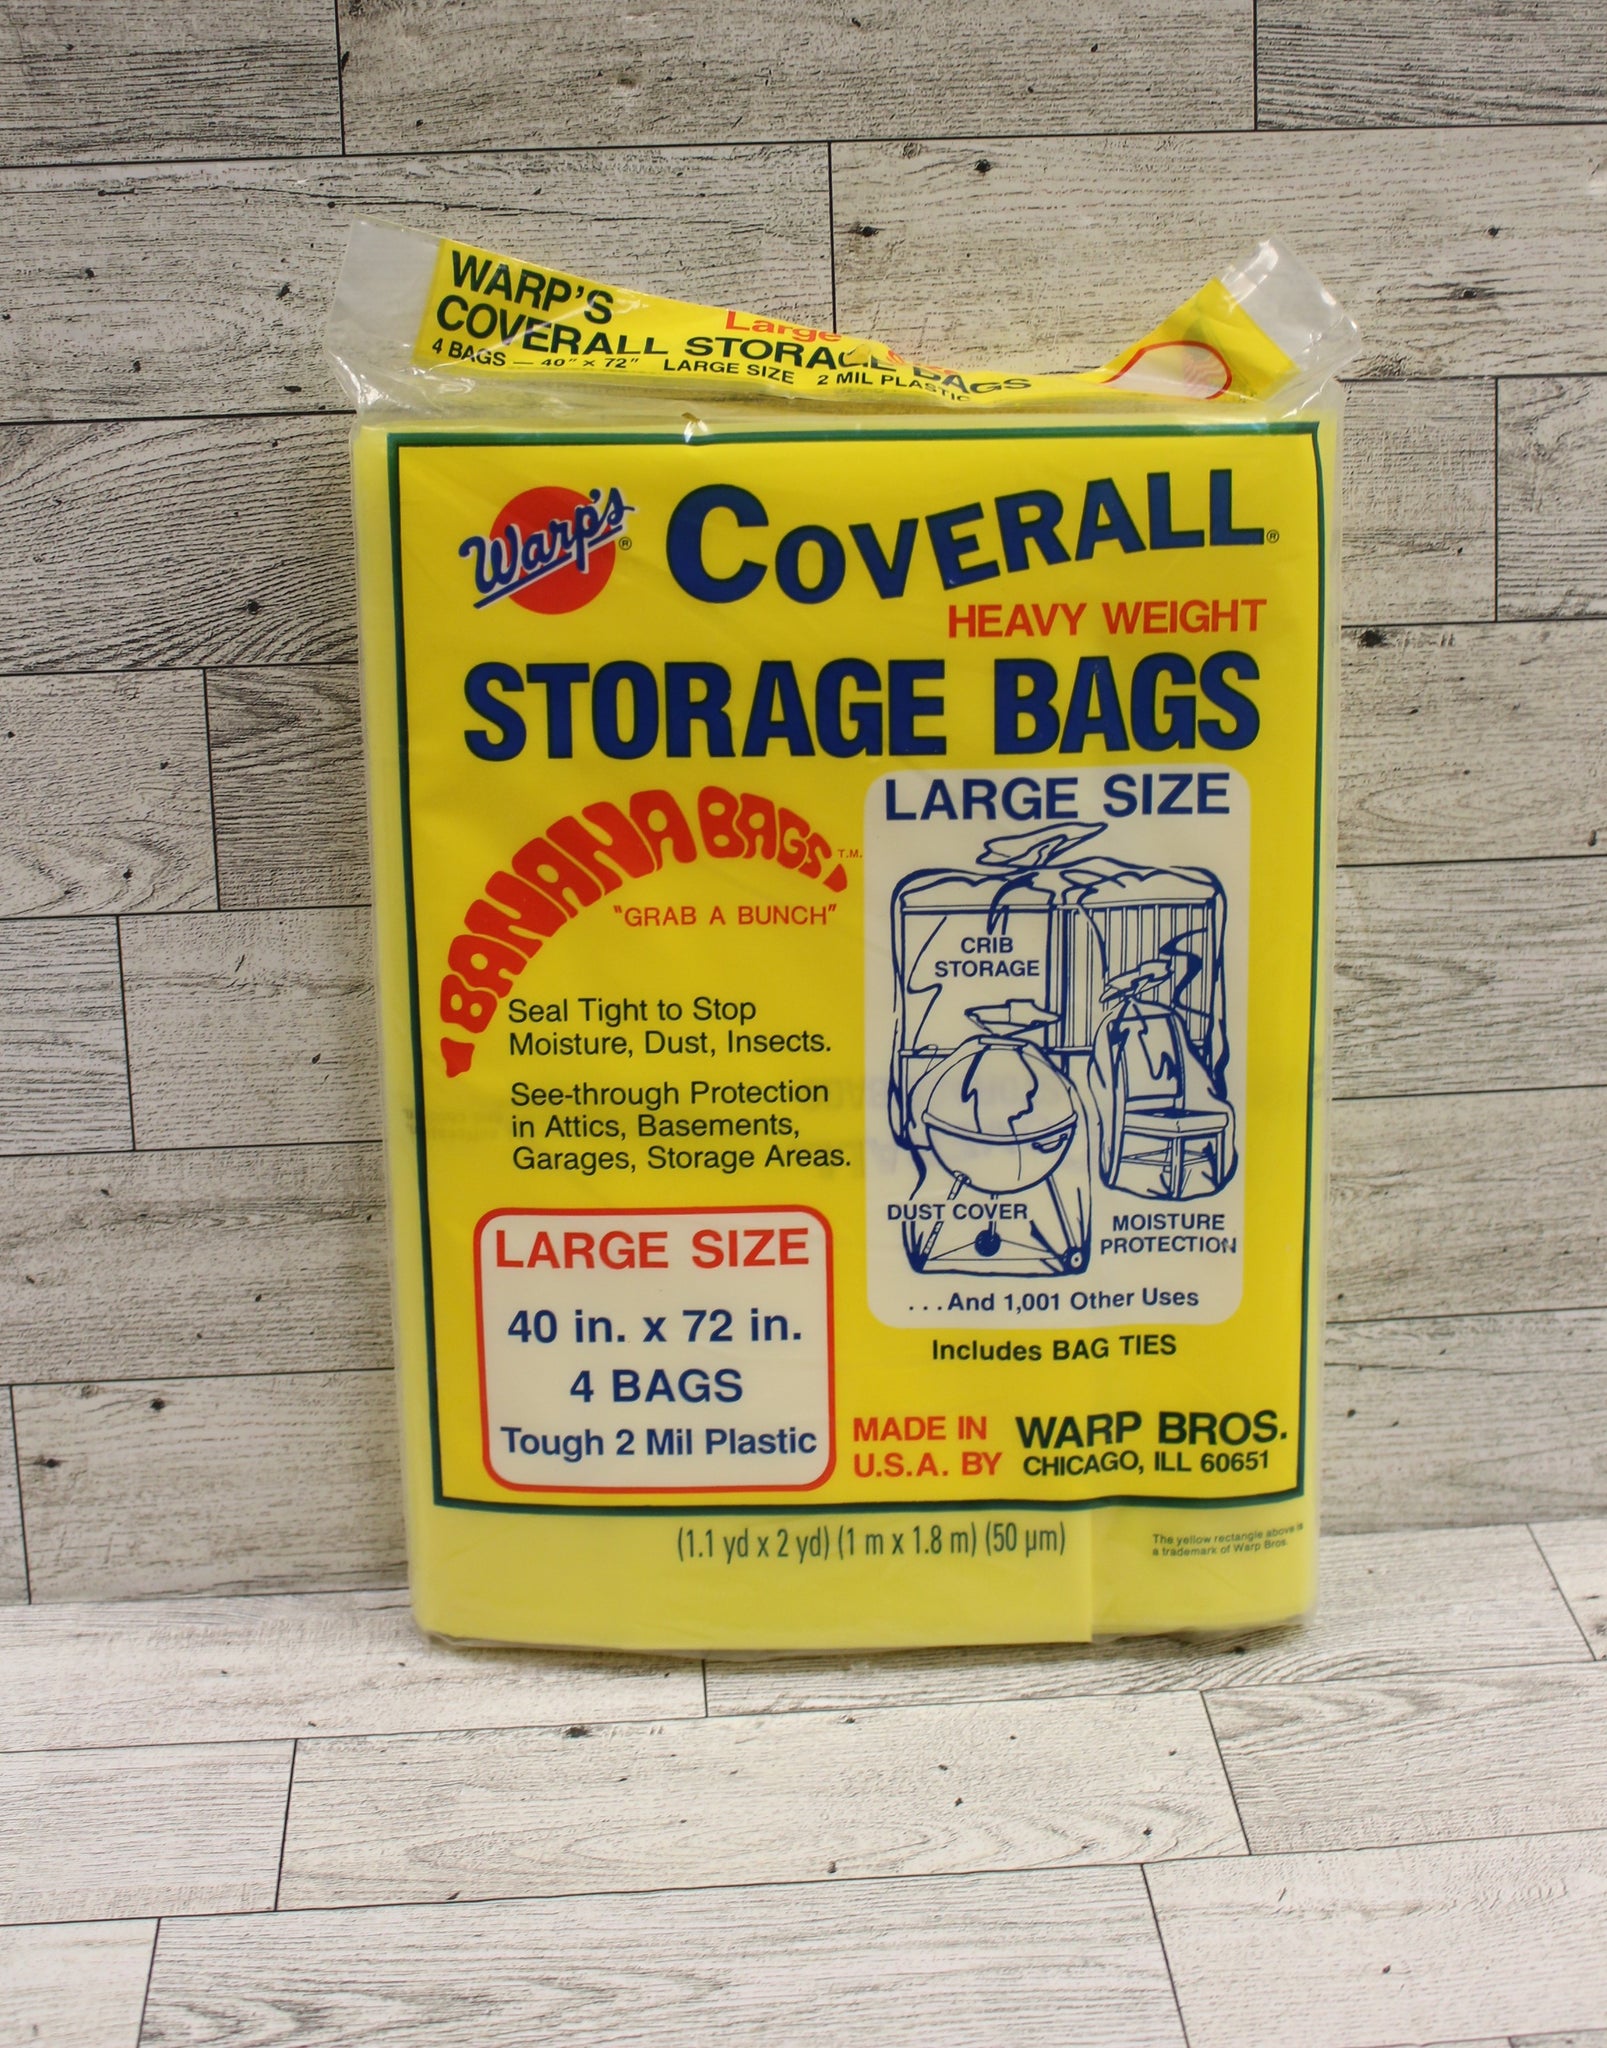 WARP'S
Large
COVERALL STORAGE BAGS
4 BAGS — 40" x 72" LARGE SIZE 2 MIL PLASTIC
Warp's®
COVERALL®
HEAVY WEIGHT
STORAGE BAGS
BANANA BAGS T.M.
"GRAB A BUNCH"
Seal Tight to Stop
Moisture, Dust, Insects.
See-through Protection
in Attics, Basements,
Garages, Storage Areas.
LARGE SIZE
CRIB
STORAGE
DUST COVER
MOISTURE
PROTECTION
...And 1,001 Other Uses
Includes BAG TIES
LARGE SIZE
40 in. x 72 in.
4 BAGS
Tough 2 Mil Plastic
MADE IN
U.S.A. BY
WARP BROS.
CHICAGO, ILL 60651
(1.1 yd x 2 yd) (1 m x 1.8 m) (50 µm)
The yellow rectangle above is
a trademark of Warp Bros.